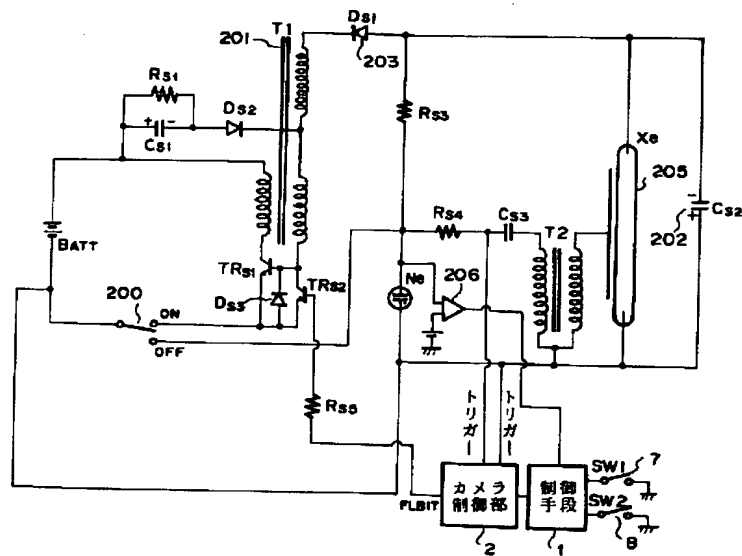 T1
DS1
201
203
RS1
RS3
DS2
Xe
CS1
205
RS4
CS3
T2
CS2
202
BATT
TRS1
Ne
206
TRS2
200
DS3
ON
OFF
RS5
トリガー
トリガー
SW1
7
カメラ
制御部
制御
手段
SW2
FLBIT
2
1
8